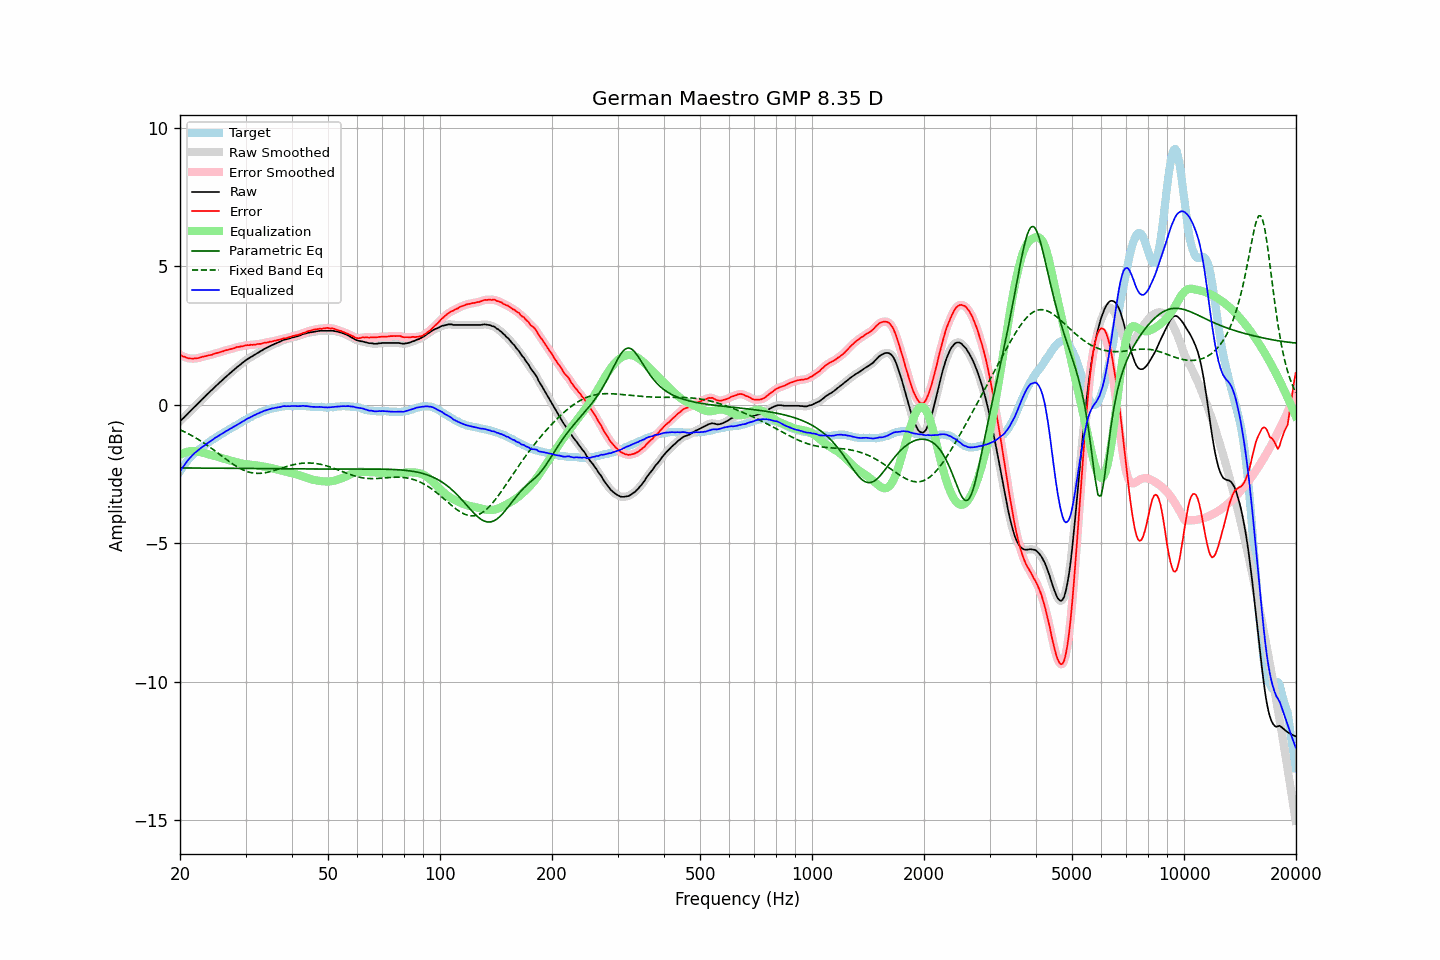 German Maestro GMP 8.35 D
Target
Raw Smoothed
Error Smoothed
Raw
Error
Equalization
Parametric Eq
Fixed Band Eq
Equalized
10
5
0
−5
−10
−15
Amplitude (dBr)
20
50
100
200
500
1000
2000
5000
10000
20000
Frequency (Hz)